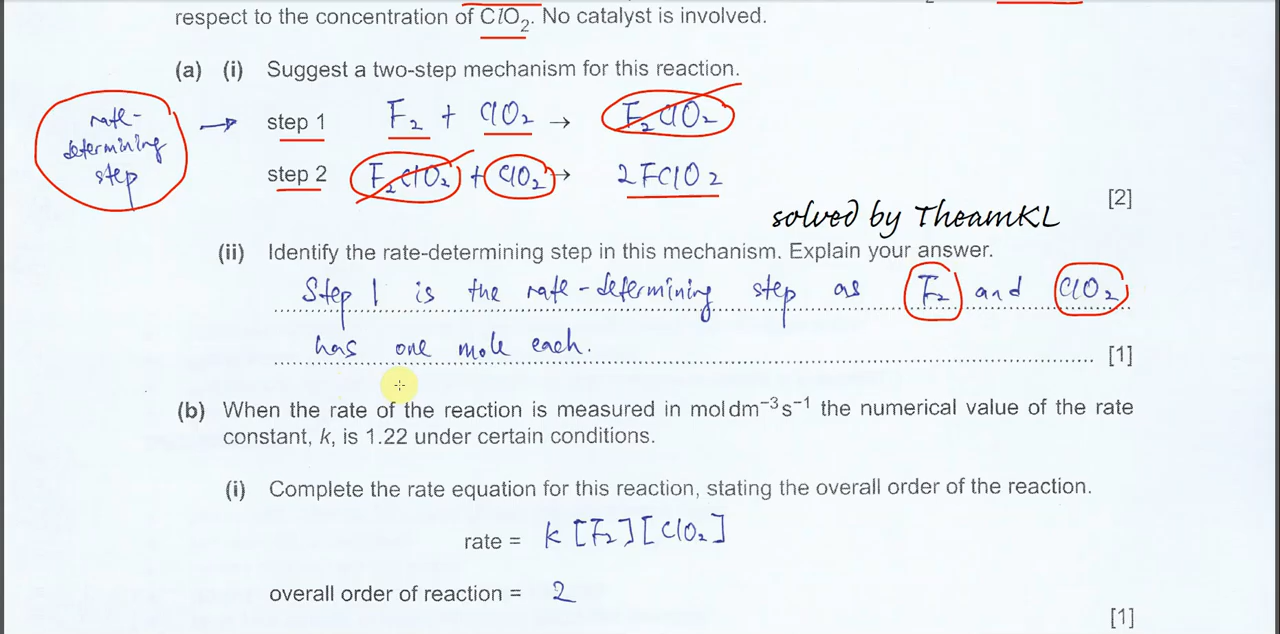 respect to the concentration of ClO₂. No catalyst is involved.
(a) (i) Suggest a two-step mechanism for this reaction.
rate-
determining
step
step 1 F₂ + ClO₂ → F₂ClO₂
step 2 F₂ClO₂ + ClO₂ → 2FClO₂
[2]
solved by TheamKL
(ii) Identify the rate-determining step in this mechanism. Explain your answer.
Step 1 is the rate-determining step as F₂ and ClO₂
has one mole each. [1]
(b) When the rate of the reaction is measured in mol dm⁻³ s⁻¹ the numerical value of the rate
constant, k, is 1.22 under certain conditions.
(i) Complete the rate equation for this reaction, stating the overall order of the reaction.
rate = k [F₂] [ClO₂]
overall order of reaction = 2
[1]